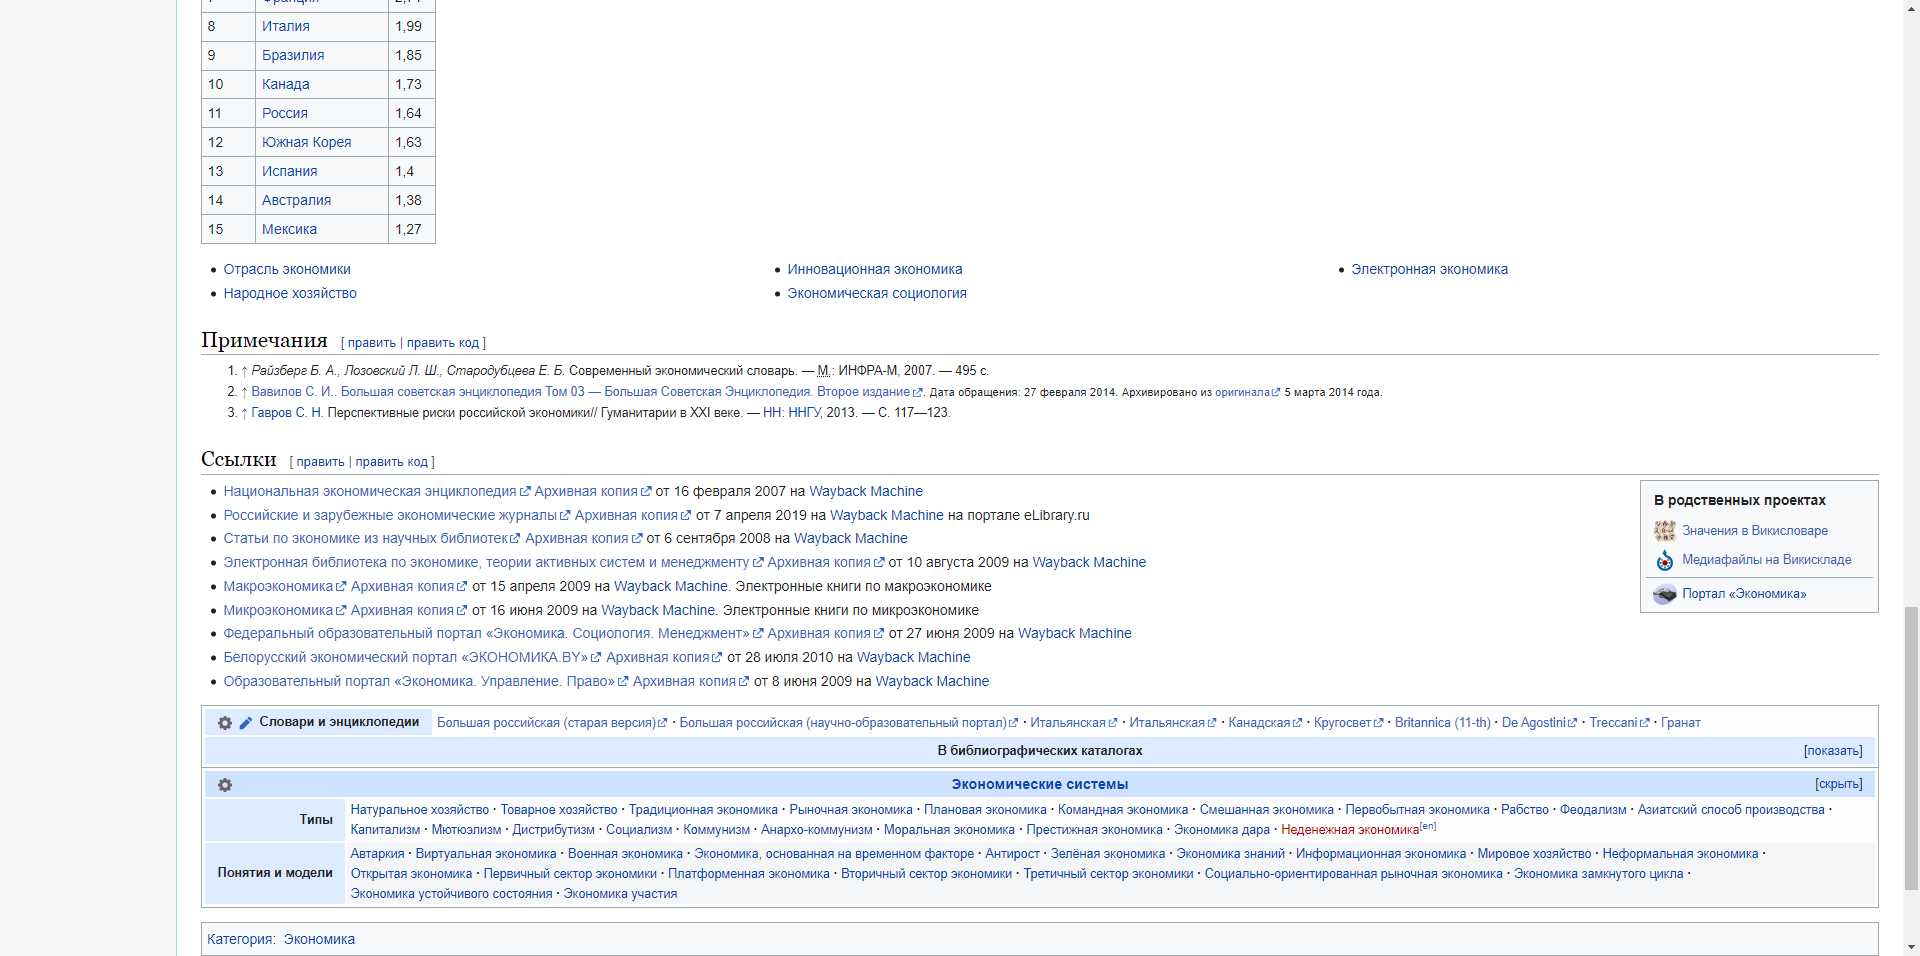 8 Италия 1,99
9 Бразилия 1,85
10 Канада 1,73
11 Россия 1,64
12 Южная Корея 1,63
13 Испания 1,4
14 Австралия 1,38
15 Мексика 1,27
• Отрасль экономики
• Народное хозяйство
• Инновационная экономика
• Экономическая социология
• Электронная экономика
Примечания [ править | править код ]
1. ↑ Райзберг Б. А., Лозовский Л. Ш., Стародубцева Е. Б. Современный экономический словарь. — М.: ИНФРА-М, 2007. — 495 с.
2. ↑ Вавилов С. И.. Большая советская энциклопедия Том 03 — Большая Советская Энциклопедия. Второе издание. Дата обращения: 27 февраля 2014. Архивировано из оригинала 5 марта 2014 года.
3. ↑ Гавров С. Н. Перспективные риски российской экономики// Гуманитарии в XXI веке. — НН: ННГУ, 2013. — С. 117—123.
Ссылки [ править | править код ]
• Национальная экономическая энциклопедия Архивная копия от 16 февраля 2007 на Wayback Machine
• Российские и зарубежные экономические журналы Архивная копия от 7 апреля 2019 на Wayback Machine на портале eLibrary.ru
• Статьи по экономике из научных библиотек Архивная копия от 6 сентября 2008 на Wayback Machine
• Электронная библиотека по экономике, теории активных систем и менеджменту Архивная копия от 10 августа 2009 на Wayback Machine
• Макроэкономика Архивная копия от 15 апреля 2009 на Wayback Machine. Электронные книги по макроэкономике
• Микроэкономика Архивная копия от 16 июня 2009 на Wayback Machine. Электронные книги по микроэкономике
• Федеральный образовательный портал «Экономика. Социология. Менеджмент» Архивная копия от 27 июня 2009 на Wayback Machine
• Белорусский экономический портал «ЭКОНОМИКА.BY» Архивная копия от 28 июля 2010 на Wayback Machine
• Образовательный портал «Экономика. Управление. Право» Архивная копия от 8 июня 2009 на Wayback Machine
В родственных проектах
Значения в Викисловаре
Медиафайлы на Викискладе
Портал «Экономика»
Словари и энциклопедии Большая российская (старая версия) · Большая российская (научно-образовательный портал) · Итальянская · Итальянская · Канадская · Кругосвет · Britannica (11-th) · De Agostini · Treccani · Гранат
В библиографических каталогах [показать]
Экономические системы [скрыть]
Типы
Натуральное хозяйство · Товарное хозяйство · Традиционная экономика · Рыночная экономика · Плановая экономика · Командная экономика · Смешанная экономика · Первобытная экономика · Рабство · Феодализм · Азиатский способ производства ·
Капитализм · Мютюэлизм · Дистрибутизм · Социализм · Коммунизм · Анархо-коммунизм · Моральная экономика · Престижная экономика · Экономика дара · Неденежная экономика[en]
Понятия и модели
Автаркия · Виртуальная экономика · Военная экономика · Экономика, основанная на временном факторе · Антирост · Зелёная экономика · Экономика знаний · Информационная экономика · Мировое хозяйство · Неформальная экономика ·
Открытая экономика · Первичный сектор экономики · Платформенная экономика · Вторичный сектор экономики · Третичный сектор экономики · Социально-ориентированная рыночная экономика · Экономика замкнутого цикла ·
Экономика устойчивого состояния · Экономика участия
Категория: Экономика